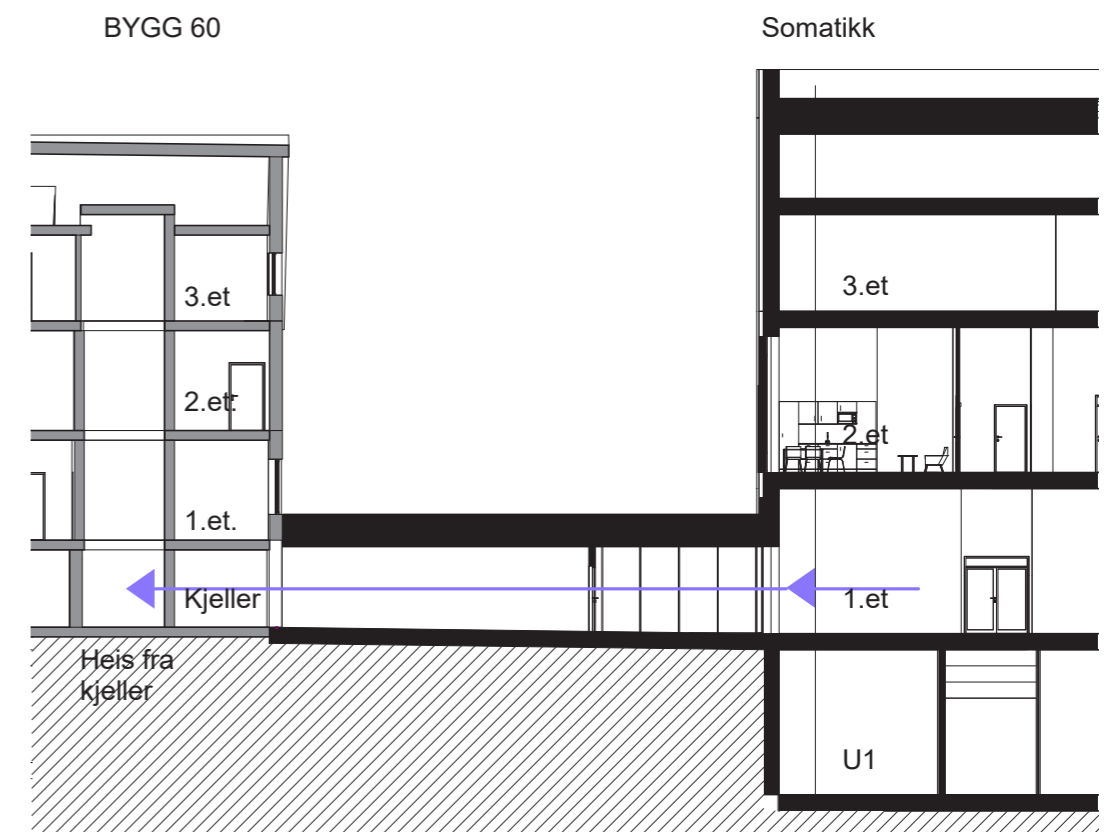 BYGG 60
Somatikk
3.et
3.et
2.et.
2.et
1.et.
Kjeller
1.et
Heis fra
kjeller
U1